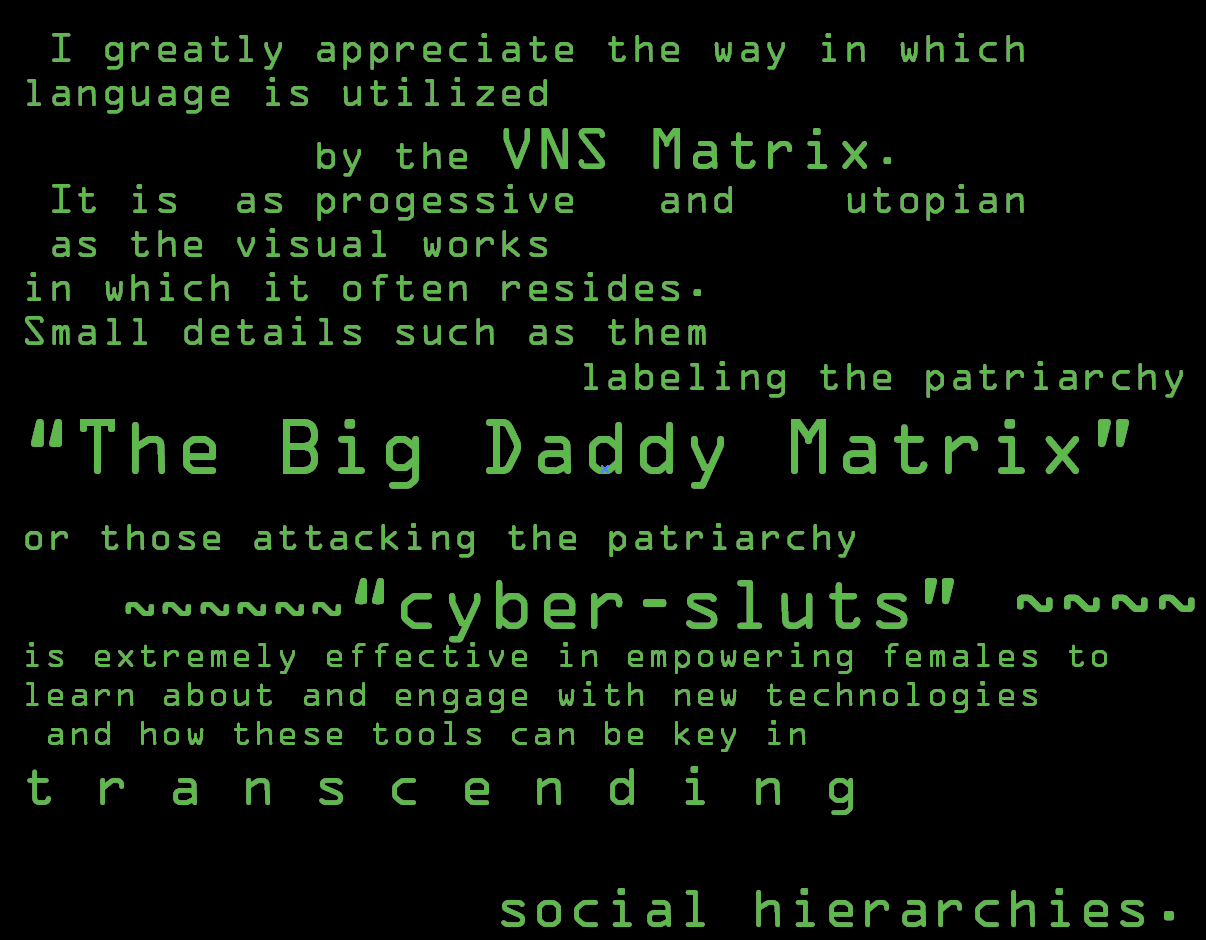 I greatly appreciate the way in which
language is utilized
by the VNS Matrix.
It is as progessive and utopian
as the visual works
in which it often resides.
Small details such as them
labeling the patriarchy
“The Big Daddy Matrix”
or those attacking the patriarchy
~~~~~~“cyber-sluts” ~~~~
is extremely effective in empowering females to
learn about and engage with new technologies
and how these tools can be key in
t r a n s c e n d i n g
social hierarchies.